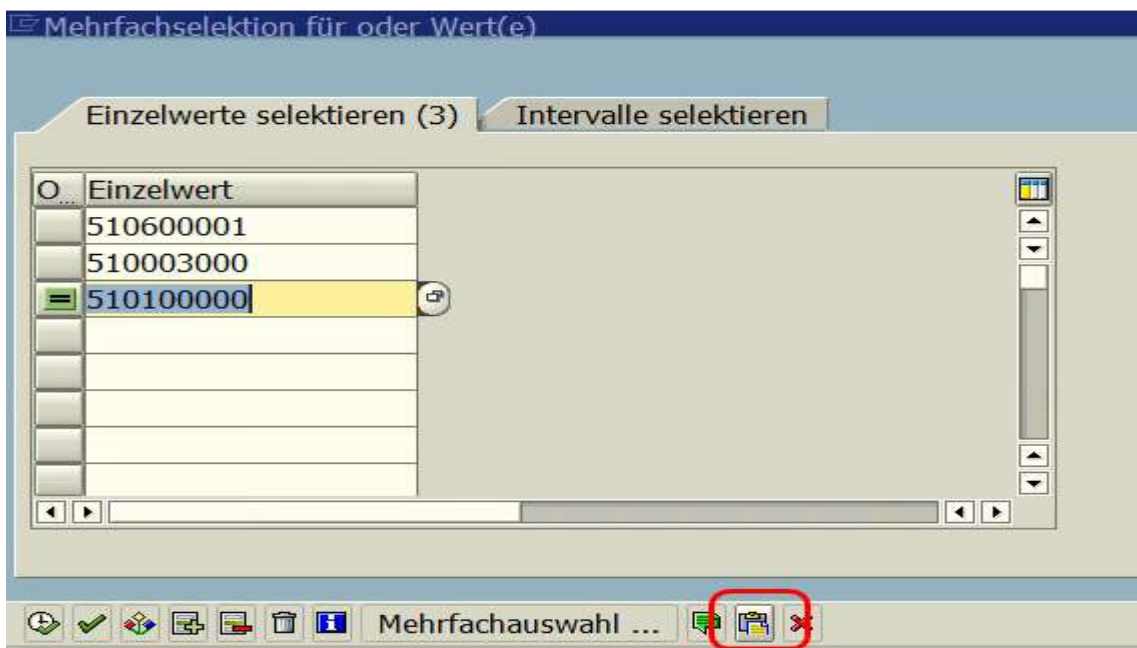 Mehrfachselektion für oder Wert(e)
Einzelwerte selektieren (3) Intervalle selektieren
O... Einzelwert
510600001
510003000
510100000
Mehrfachauswahl ...